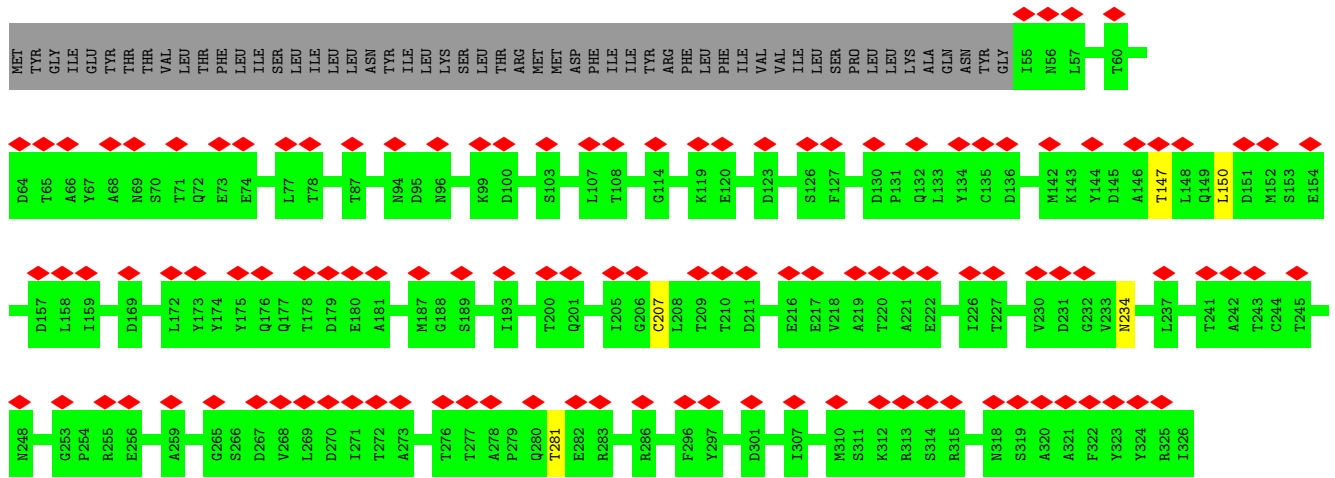 MET TYR GLY ILE GLU TYR THR THR VAL LEU THR PHE LEU ILE SER LEU ILE LEU LEU ASN TYR ILE LEU LYS SER LEU THR ARG MET MET ASP PHE ILE ILE TYR ARG PHE LEU PHE ILE VAL VAL ILE LEU SER PRO LEU LEU LYS ALA GLN ASN TYR GLY I55 N56 L57 T60
D64 T65 A66 Y67 A68 N69 S70 T71 Q72 E73 E74 L77 T78 T87 N94 D95 N96 K99 D100 S103 L107 T108 G114 K119 E120 D123 S126 F127 D130 P131 Q132 L133 Y134 C135 D136 M142 K143 Y144 D145 A146 T147 L148 Q149 L150 D151 M152 S153 E154
D157 L158 I159 D169 L172 Y173 Y174 Y175 Q176 Q177 T178 D179 E180 A181 M187 G188 S189 I193 T200 Q201 I205 G206 C207 L208 T209 T210 D211 E216 E217 V218 A219 T220 A221 E222 I226 T227 V230 D231 G232 V233 N234 L237 T241 A242 T243 C244 T245
N248 G253 P254 R255 E256 A259 G265 S266 D267 V268 L269 D270 I271 T272 A273 T276 T277 A278 P279 Q280 T281 E282 R283 R286 F296 Y297 D301 I307 M310 S311 K312 R313 S314 R315 N318 S319 A320 A321 F322 Y323 Y324 R325 I326